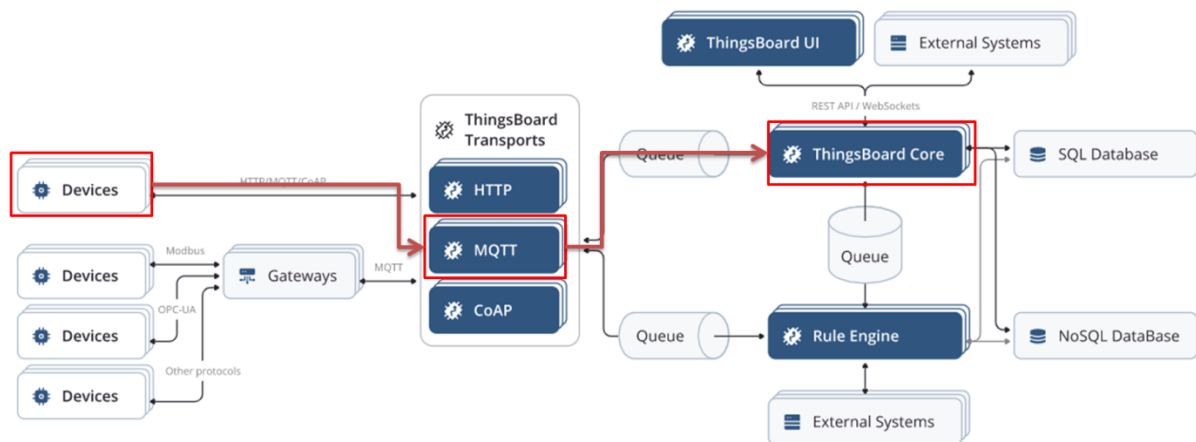 ThingsBoard UI
External Systems
REST API / WebSockets
ThingsBoard
Transports
Queue
ThingsBoard Core
SQL Database
Devices
HTTP/MQTT/CoAP
HTTP
MQTT
CoAP
Modbus
Devices
Gateways
MQTT
OPC-UA
Devices
Other protocols
Devices
Queue
Queue
Rule Engine
NoSQL DataBase
External Systems